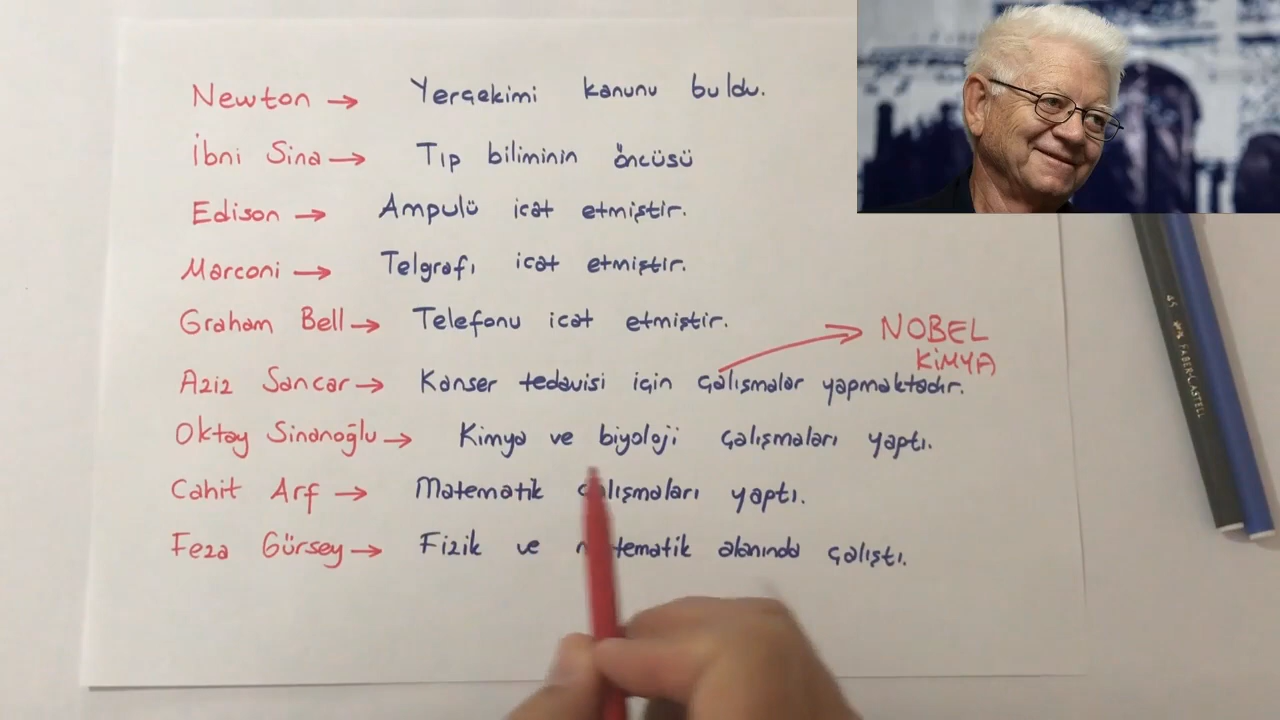 Newton → Yerçekimi kanunu buldu.
İbni Sina → Tıp biliminin öncüsü
Edison → Ampulü icat etmiştir.
Marconi → Telgrafı icat etmiştir.
Graham Bell → Telefonu icat etmiştir.
NOBEL
KİMYA
Aziz Sancar → Kanser tedavisi için çalışmalar yapmaktadır.
Oktay Sinanoğlu → Kimya ve biyoloji çalışmaları yaptı.
Cahit Arf → Matematik çalışmaları yaptı.
Feza Gürsey → Fizik ve matematik alanında çalıştı.
FABER-CASTELL